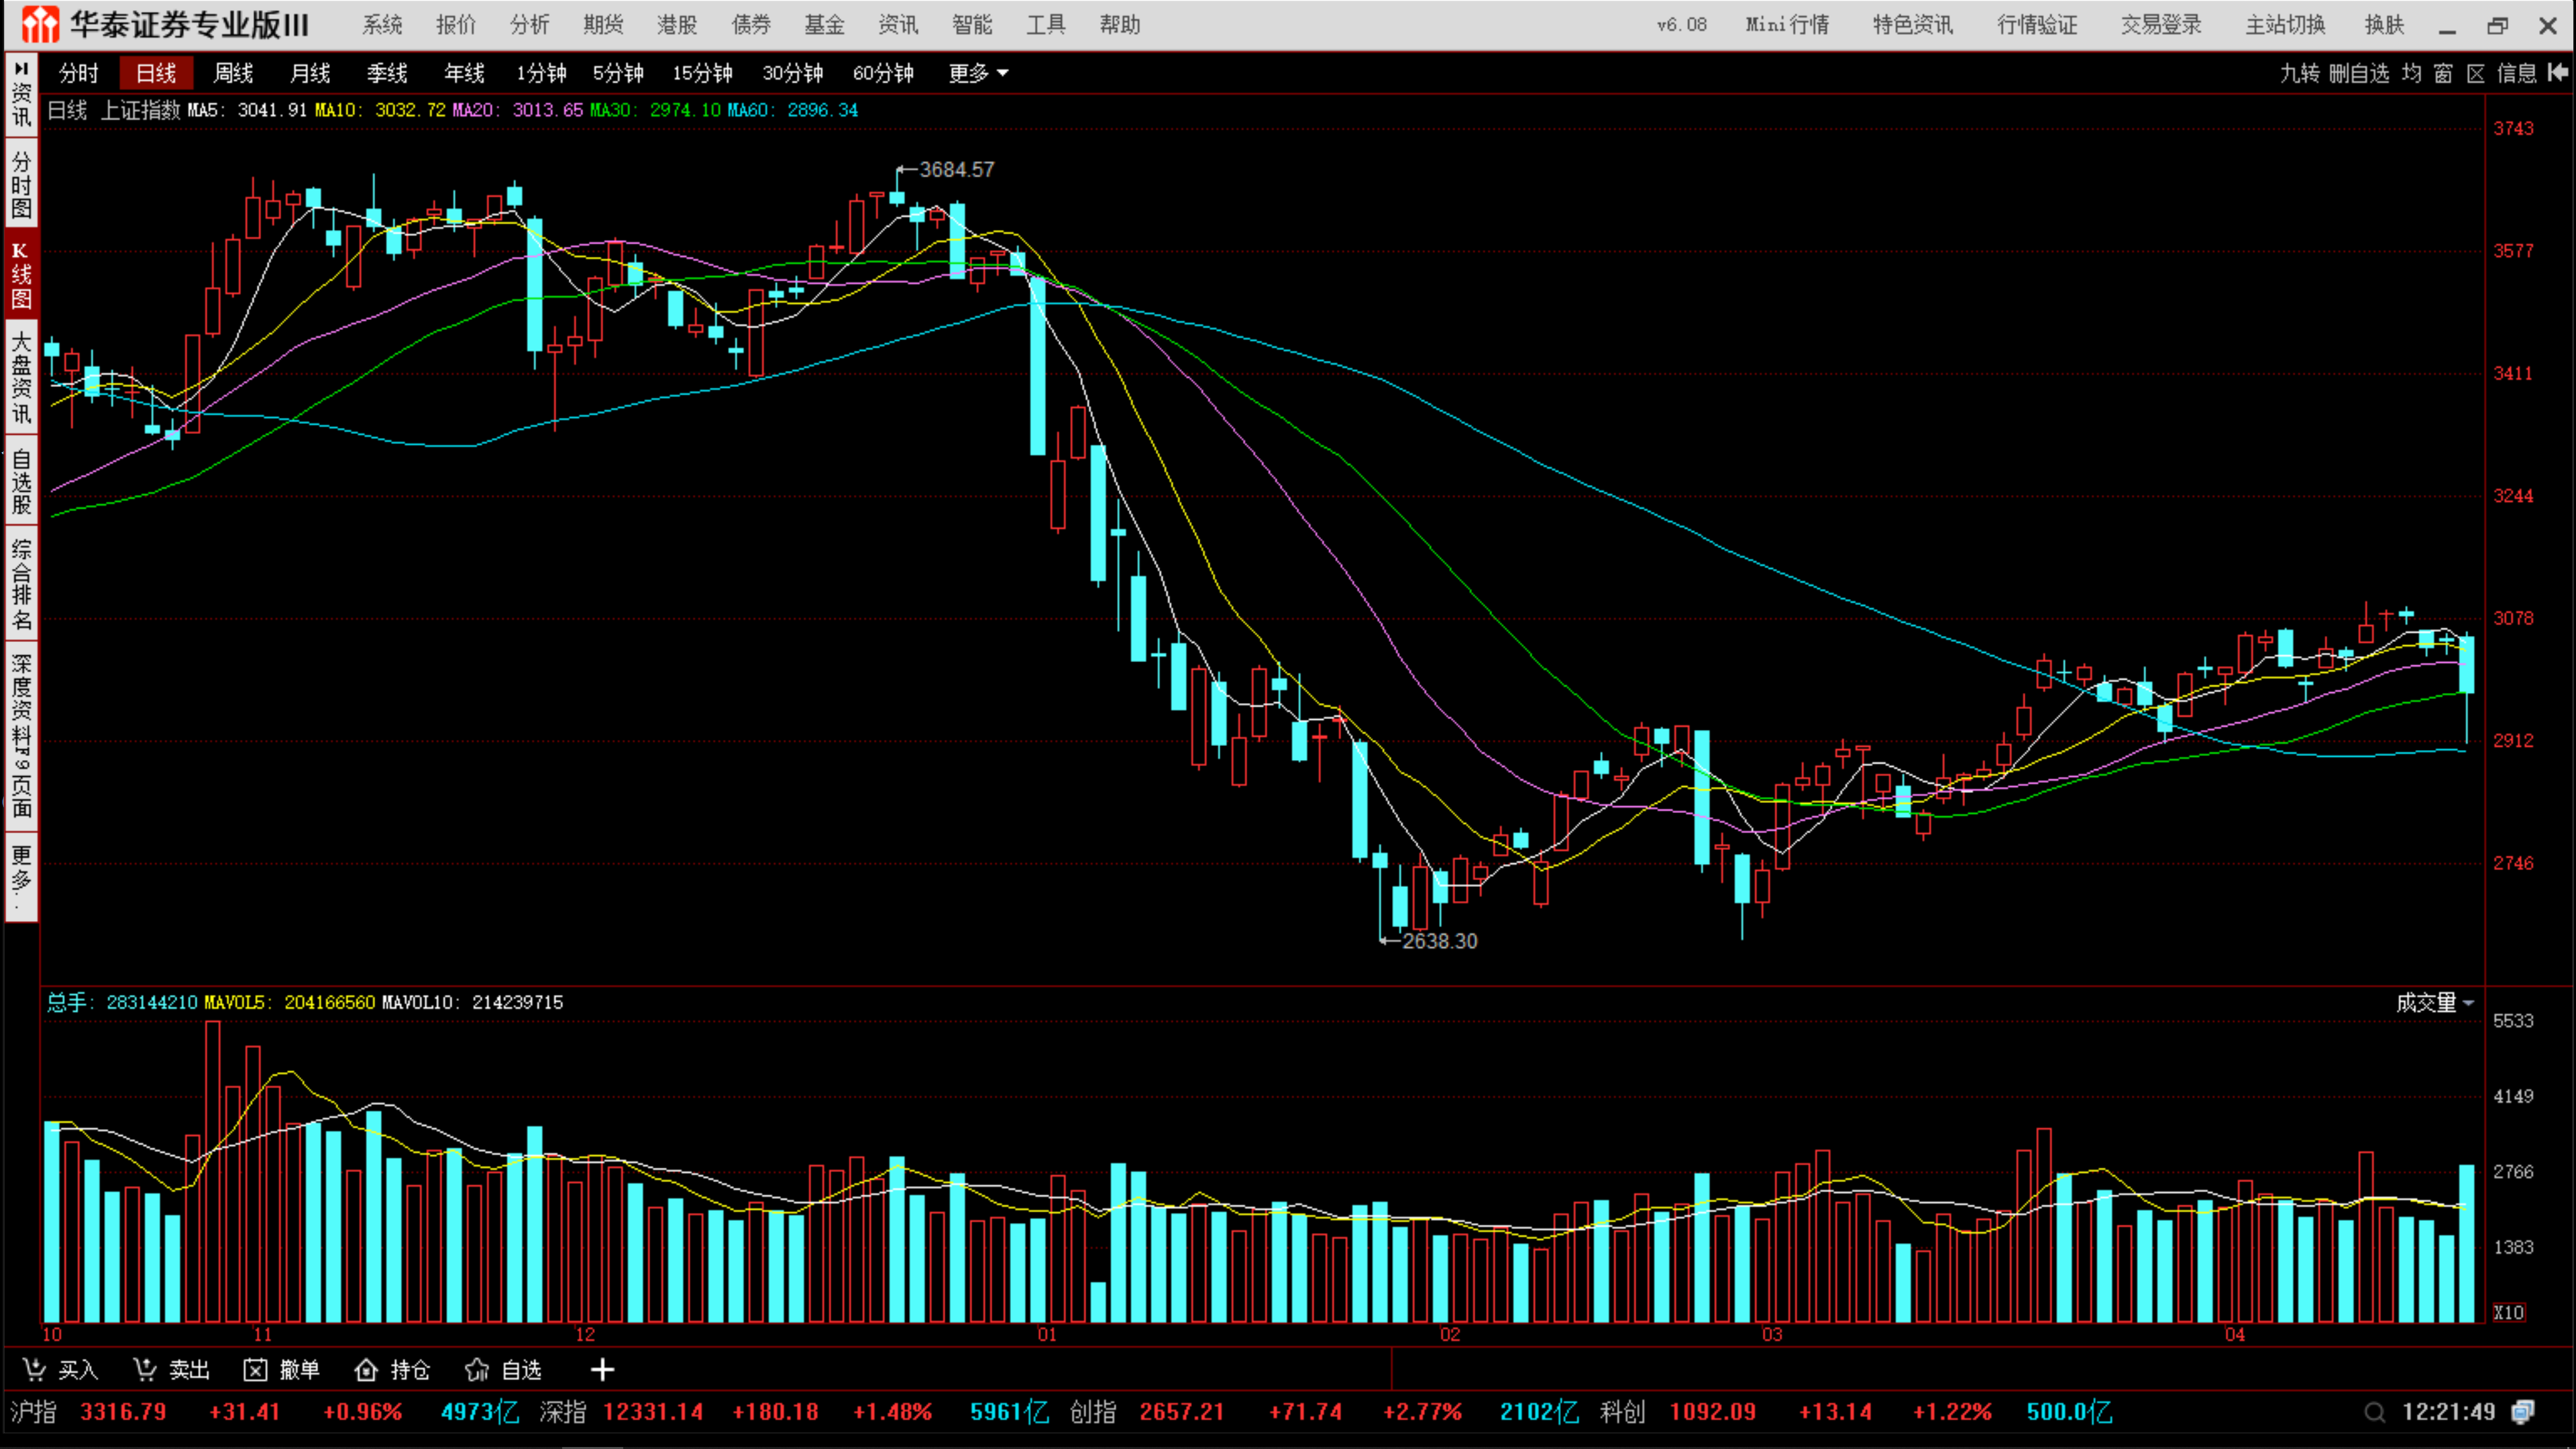 华泰证券专业版III 系统 报价 分析 期货 港股 债券 基金 资讯 智能 工具 帮助 v6.08 Mini行情 特色资讯 行情验证 交易登录 主站切换 换肤
分时 日线 周线 月线 季线 年线 1分钟 5分钟 15分钟 30分钟 60分钟 更多 九转 删自选 均 窗 区 信息
资讯
分时图
K线图
大盘资讯
自选股
综合排名
深度资料F9页面
更多..
日线 上证指数 MA5: 3041.91 MA10: 3032.72 MA20: 3013.65 MA30: 2974.10 MA60: 2896.34
3743
3684.57
3577
3411
3244
3078
2912
2746
2638.30
总手: 283144210 MAVOL5: 204166560 MAVOL10: 214239715 成交量
5533
4149
2766
1383
X10
10 11 12 01 02 03 04
买入 卖出 撤单 持仓 自选 +
沪指 3316.79 +31.41 +0.96% 4973亿 深指 12331.14 +180.18 +1.48% 5961亿 创指 2657.21 +71.74 +2.77% 2102亿 科创 1092.09 +13.14 +1.22% 500.0亿 12:21:49